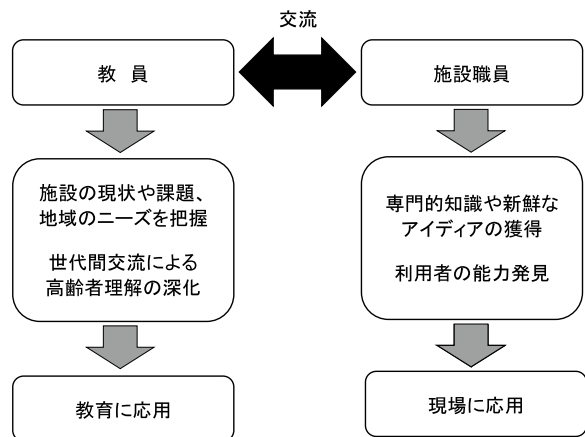 交流
教 員
施設職員
施設の現状や課題、
地域のニーズを把握
世代間交流による
高齢者理解の深化
専門的知識や新鮮な
アイディアの獲得
利用者の能力発見
教育に応用
現場に応用